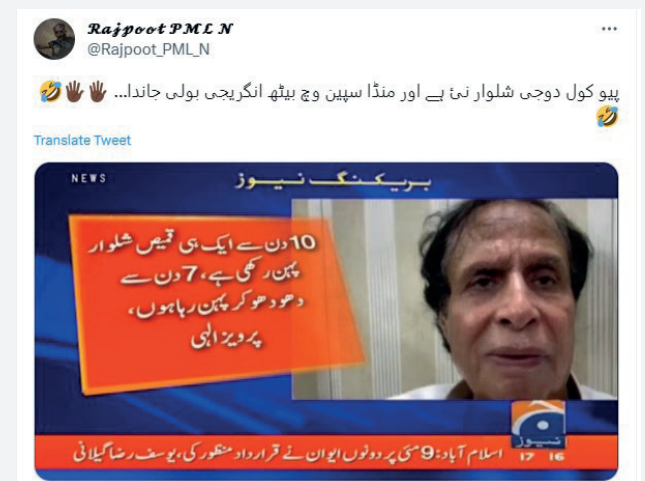 Rajpoot PML N
@Rajpoot_PML_N
پیو کول دوجی شلوار نئ ہے اور منڈا سپین وچ بیٹھ انگریجی بولی جاندا... 🖐🏿🖐🏿🤣
🤣
Translate Tweet
NEWS
بریکنگ نیوز
10 دن سے ایک ہی قمیص شلوار
پہن رکھی ہے، 7 دن سے
دھو دھو کر پہن رہا ہوں،
پرویز الہی
نیوز
17 16
اسلام آباد: 9 مئی پر دونوں ایوان نے قرارداد منظور کی، یوسف رضا گیلانی